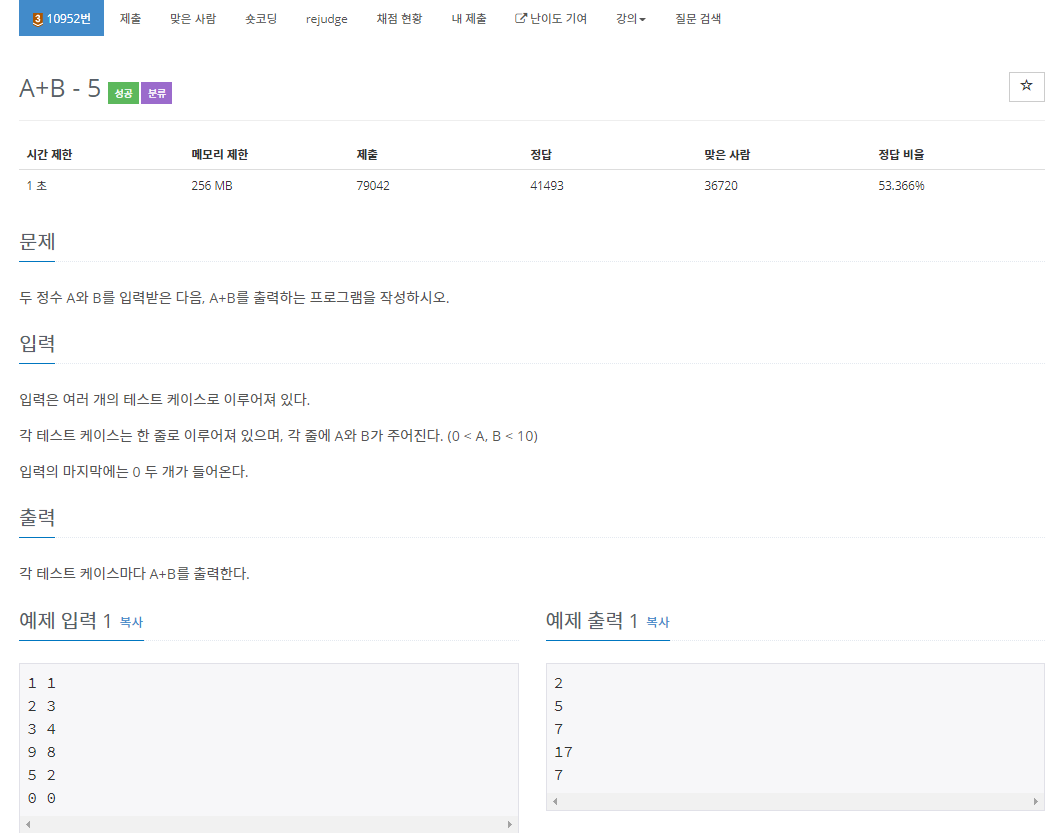 3 10952번 제출 맞은 사람 숏코딩 rejudge 채점 현황 내 제출 난이도 기여 강의 질문 검색
A+B - 5 성공 분류
시간 제한 메모리 제한 제출 정답 맞은 사람 정답 비율
1 초 256 MB 79042 41493 36720 53.366%
문제
두 정수 A와 B를 입력받은 다음, A+B를 출력하는 프로그램을 작성하시오.
입력
입력은 여러 개의 테스트 케이스로 이루어져 있다.
각 테스트 케이스는 한 줄로 이루어져 있으며, 각 줄에 A와 B가 주어진다. (0 < A, B < 10)
입력의 마지막에는 0 두 개가 들어온다.
출력
각 테스트 케이스마다 A+B를 출력한다.
예제 입력 1 복사
1 1
2 3
3 4
9 8
5 2
0 0
예제 출력 1 복사
2
5
7
17
7